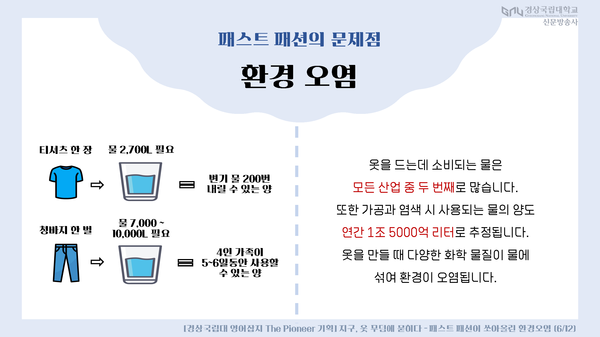 경상국립대학교
신문방송사
패스트 패션의 문제점
환경 오염
티셔츠 한 장
물 2,700L 필요
변기 물 200번
내릴 수 있는 양
청바지 한 벌
물 7,000 ~
10,000L 필요
4인 가족이
5~6일동안 사용할
수 있는 양
옷을 드는데 소비되는 물은
모든 산업 중 두 번째로 많습니다.
또한 가공과 염색 시 사용되는 물의 양도
연간 1조 5000억 리터로 추정됩니다.
옷을 만들 때 다양한 화학 물질이 물에
섞여 환경이 오염됩니다.
[경상국립대 영어잡지 The Pioneer 기획] 지구, 옷 무덤에 묻히다 - 패스트 패션이 쏘아올린 환경오염 (6/12)